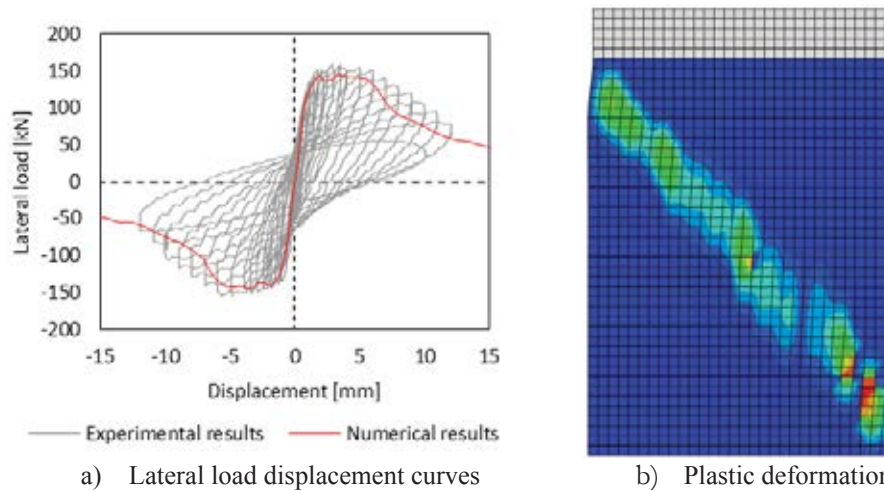 200
150
100
50
0
-50
-100
-150
-200
Lateral load [kN]
-15 -10 -5 0 5 10 15
Displacement [mm]
Experimental results Numerical results
a) Lateral load displacement curves
b) Plastic deformation